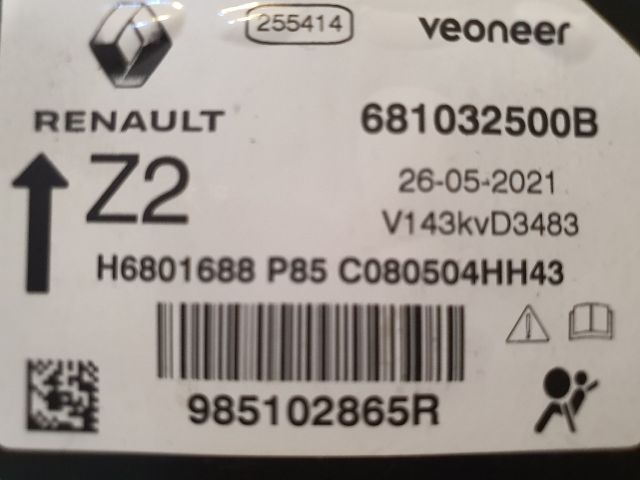 255414
veoneer
RENAULT
681032500B
Z2
26-05-2021
V143kvD3483
H6801688 P85 C080504HH43
985102865R